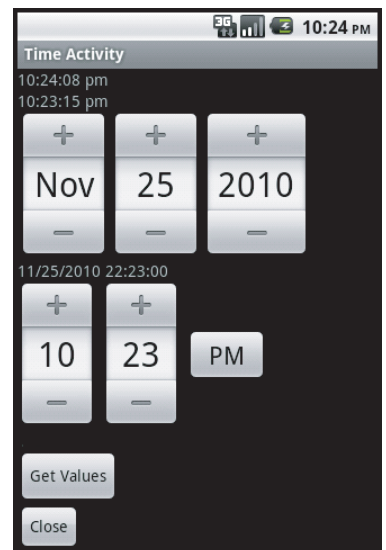 3G 10:24 PM
Time Activity
10:24:08 pm
10:23:15 pm
+ + +
Nov 25 2010
− − −
11/25/2010 22:23:00
+ +
10 23 PM
− −
Get Values
Close